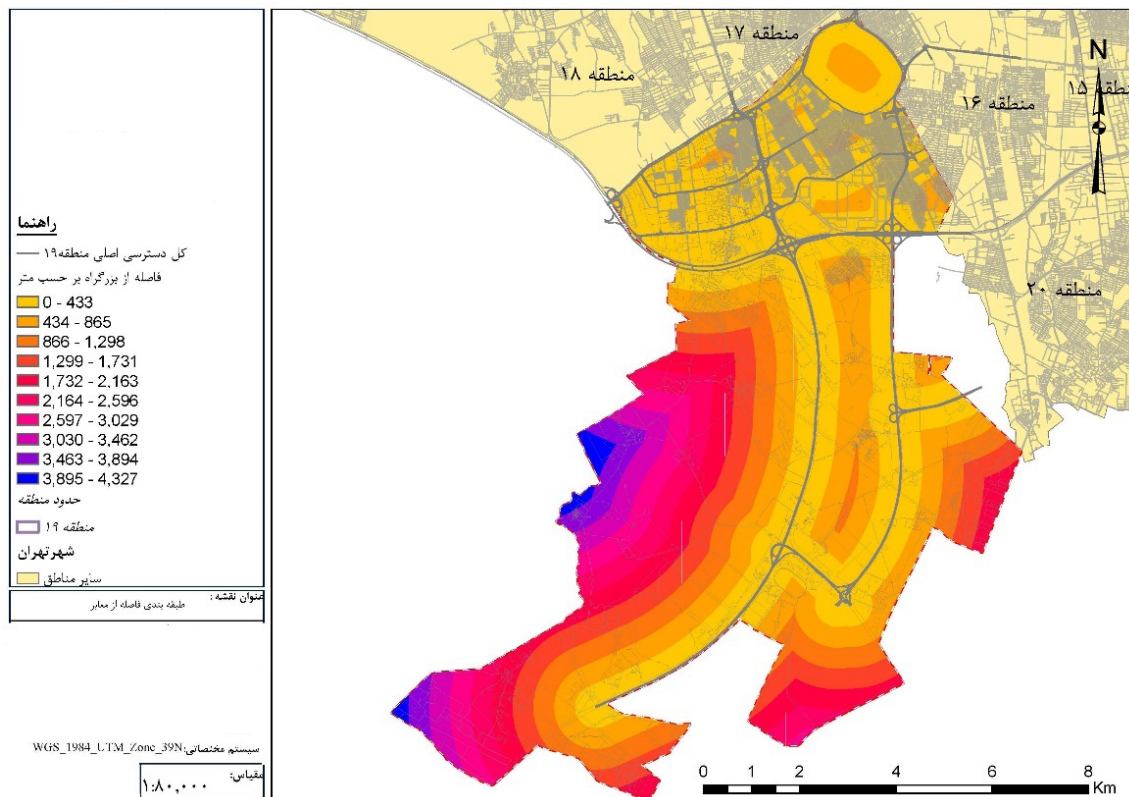 راهنما
کل دسترسی اصلی منطقه۱۹
فاصله از بزرگراه بر حسب متر
0 - 433
434 - 865
866 - 1,298
1,299 - 1,731
1,732 - 2,163
2,164 - 2,596
2,597 - 3,029
3,030 - 3,462
3,463 - 3,894
3,895 - 4,327
حدود منطقه
منطقه ۱۹
شهرتهران
سایر مناطق
عنوان نقشه :
طبقه بندی فاصله از معابر
سیستم مختصاتی:WGS_1984_UTM_Zone_39N
مقیاس:
۱:۸۰,۰۰۰
منطقه ۱۷
منطقه ۱۸
منطقه ۱۶
منطقه ۱۵
منطقه ۲۰
N
0 1 2 4 6 8
Km